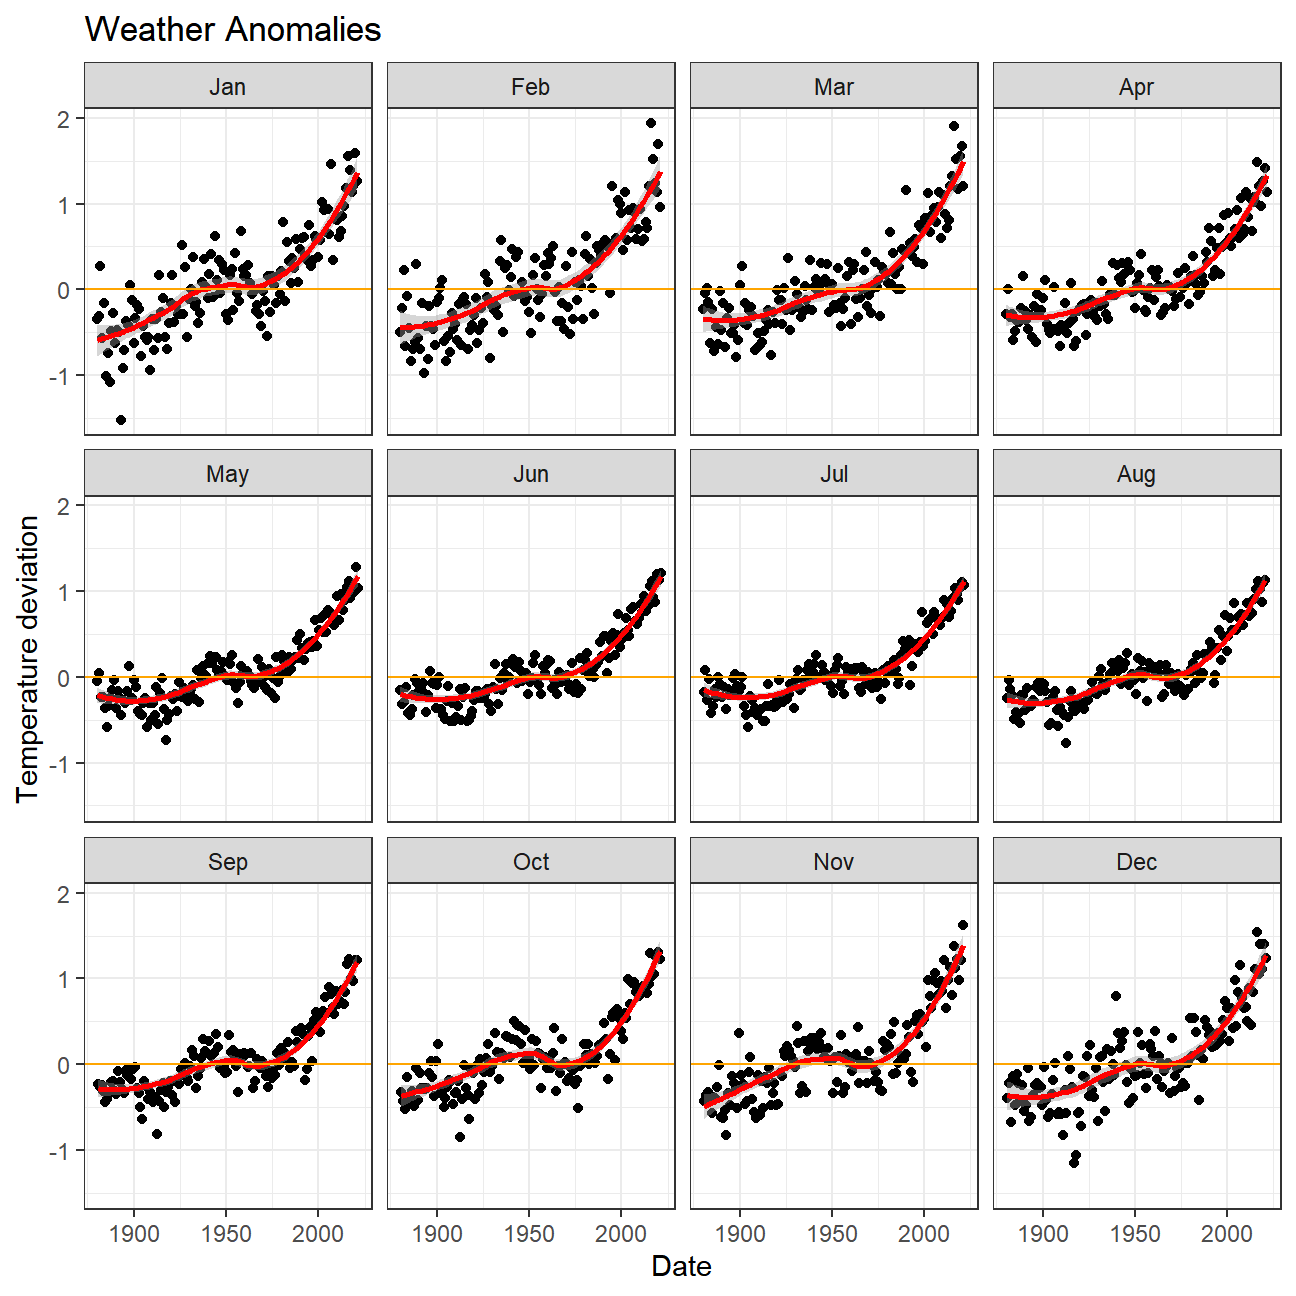 Weather Anomalies
Jan Feb Mar Apr
2
1
0
-1
May Jun Jul Aug
2
1
0
-1
Temperature deviation
Sep Oct Nov Dec
2
1
0
-1
1900 1950 2000 1900 1950 2000 1900 1950 2000 1900 1950 2000
Date